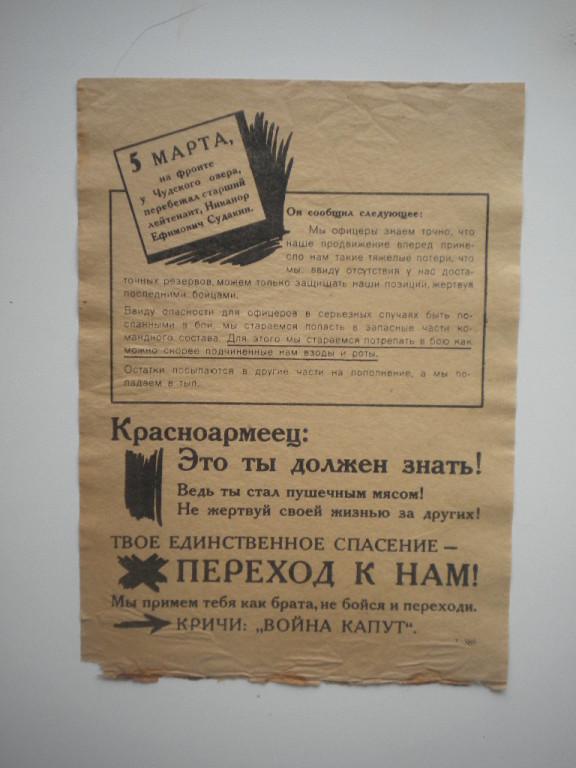 5 МАРТА,
на фронте
у Чудского озера,
перебежал старший
лейтенант, Никанор
Ефимович Судакин.
Он сообщил следующее:
Мы офицеры знаем точно, что
наше продвижение вперед прине-
сло нам такие тяжелые потери, что
мы, ввиду отсутствия у нас доста-
точных резервов, можем только защищать наши позиции, жертвуя
последними бойцами.
Ввиду опасности для офицеров в серьезных случаях быть по-
сланными в бой, мы стараемся попасть в запасные части ко-
мандного состава. Для этого мы стараемся потрепать в бою как
можно скорее подчиненные нам взводы и роты.
Остатки посылаются в другие части на пополнение, а мы по-
падаем в тыл.
Красноармеец:
Это ты должен знать!
Ведь ты стал пушечным мясом!
Не жертвуй своей жизнью за других!
ТВОЕ ЕДИНСТВЕННОЕ СПАСЕНИЕ —
ПЕРЕХОД К НАМ!
Мы примем тебя как брата, не бойся и переходи.
КРИЧИ: „ВОЙНА КАПУТ“.